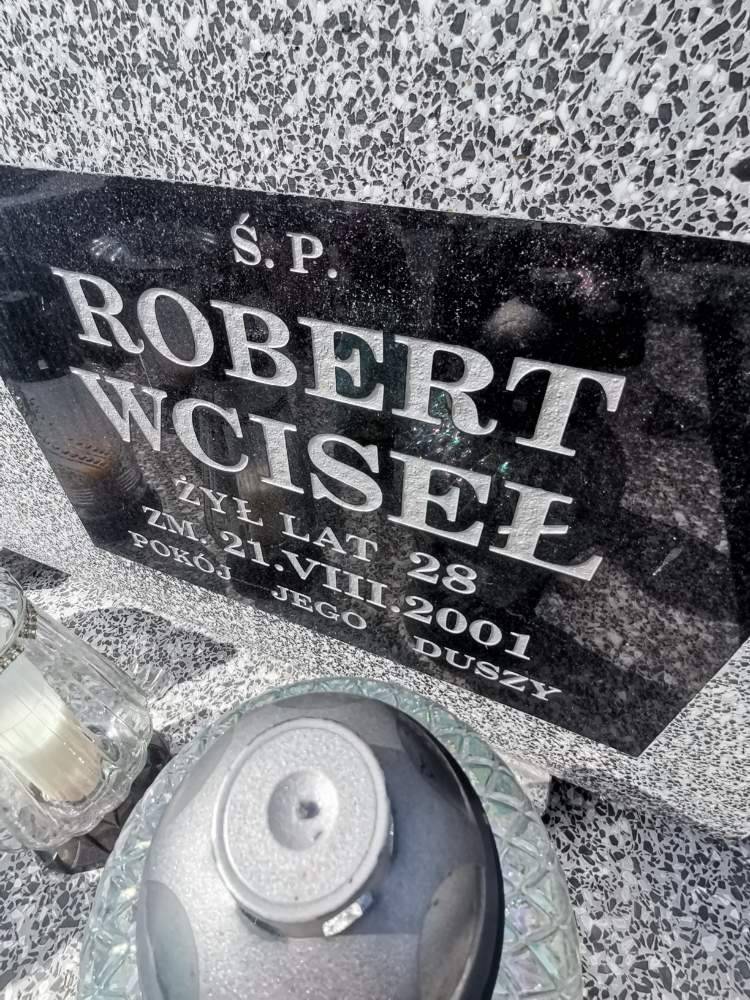 Ś. P.
ROBERT
WCISEŁ
ŻYŁ LAT 28
ZM. 21.VIII.2001
POKÓJ JEGO DUSZY